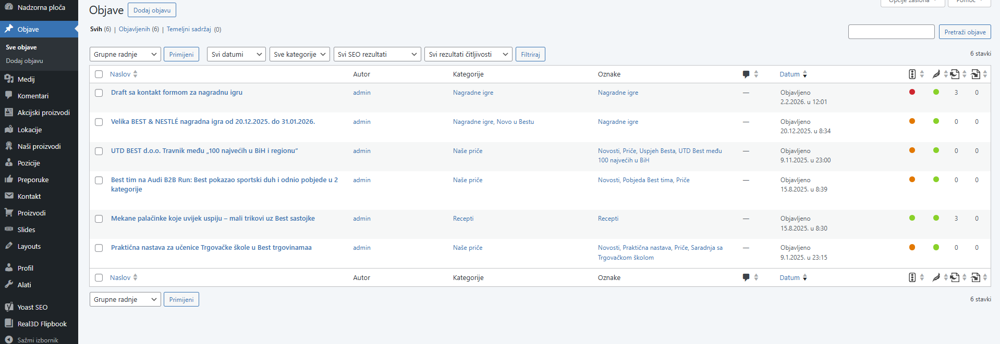 Nadzorna ploča
Objave
Sve objave
Dodaj objavu
Medij
Komentari
Akcijski proizvodi
Lokacije
Naši proizvodi
Pozicije
Preporuke
Kontakt
Proizvodi
Slides
Layouts
Profil
Alati
Yoast SEO
Real3D Flipbook
Sažmi izbornik
Opcije zaslona
Pomoć
Objave
Dodaj objavu
Svih (6) | Objavljenih (6) | Temeljni sadržaj (0)
Pretraži objave
Grupne radnje
Primijeni
Svi datumi
Sve kategorije
Svi SEO rezultati
Svi rezultati čitljivosti
Filtriraj
6 stavki
Naslov Autor Kategorije Oznake Datum
Draft sa kontakt formom za nagradnu igru admin Nagradne igre Nagradne igre — Objavljeno 3 0
2.2.2026. u 12:01
Velika BEST & NESTLÉ nagradna igra od 20.12.2025. do 31.01.2026. admin Nagradne igre, Novo u Bestu Nagradne igre — Objavljeno 0 0
20.12.2025. u 8:34
UTD BEST d.o.o. Travnik među „100 najvećih u BiH i regionu“ admin Naše priče Novosti, Priče, Uspjeh Besta, UTD Best među — Objavljeno 0 0
100 najvećih u BiH 9.11.2025. u 23:00
Best tim na Audi B2B Run: Best pokazao sportski duh i odnio pobjede u 2 admin Naše priče Novosti, Pobjeda Best tima, Priče — Objavljeno 0 0
kategorije 15.8.2025. u 8:39
Mekane palačinke koje uvijek uspiju – mali trikovi uz Best sastojke admin Recepti Recepti — Objavljeno 3 0
15.8.2025. u 8:30
Praktična nastava za učenice Trgovačke škole u Best trgovinamaa admin Naše priče Novosti, Praktična nastava, Priče, Saradnja sa — Objavljeno 0 0
Trgovačkom školom 9.1.2025. u 23:15
Naslov Autor Kategorije Oznake Datum
Grupne radnje
Primijeni
6 stavki